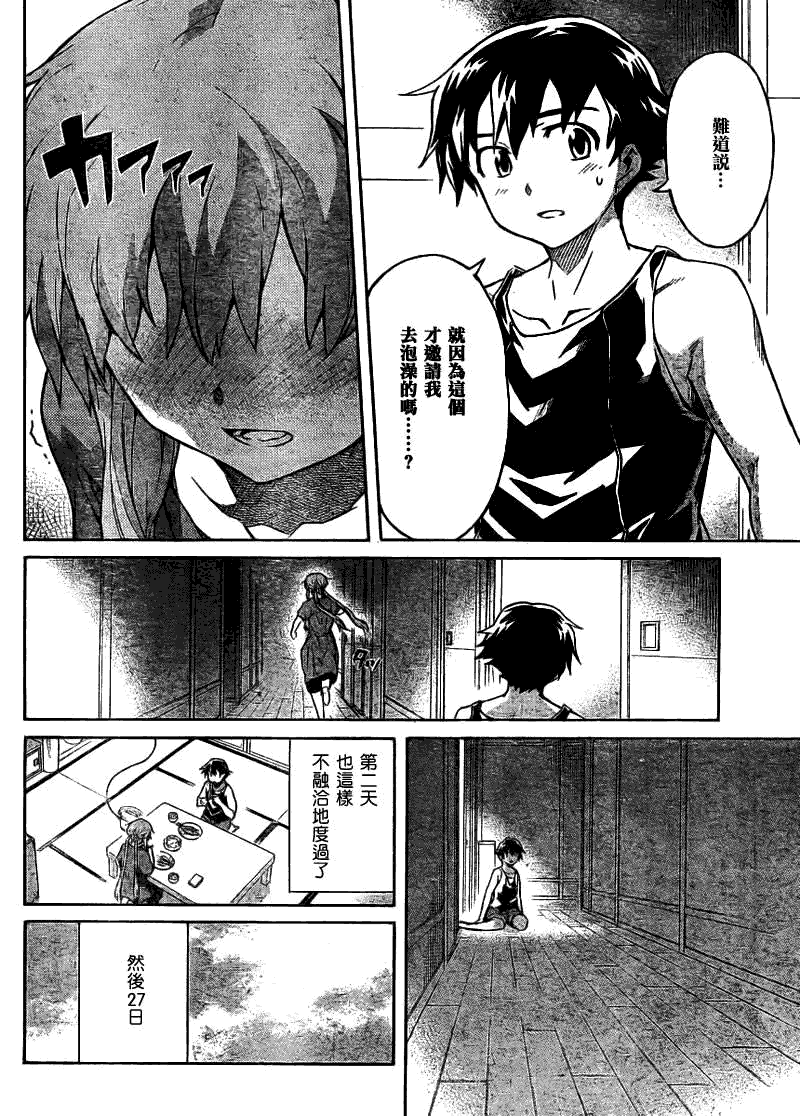 難道說…
就因為這個
才邀請我
去泡澡的嗎……？
カァァァ
ダッ
第二天
也這樣
不融洽地度過了
然後27日